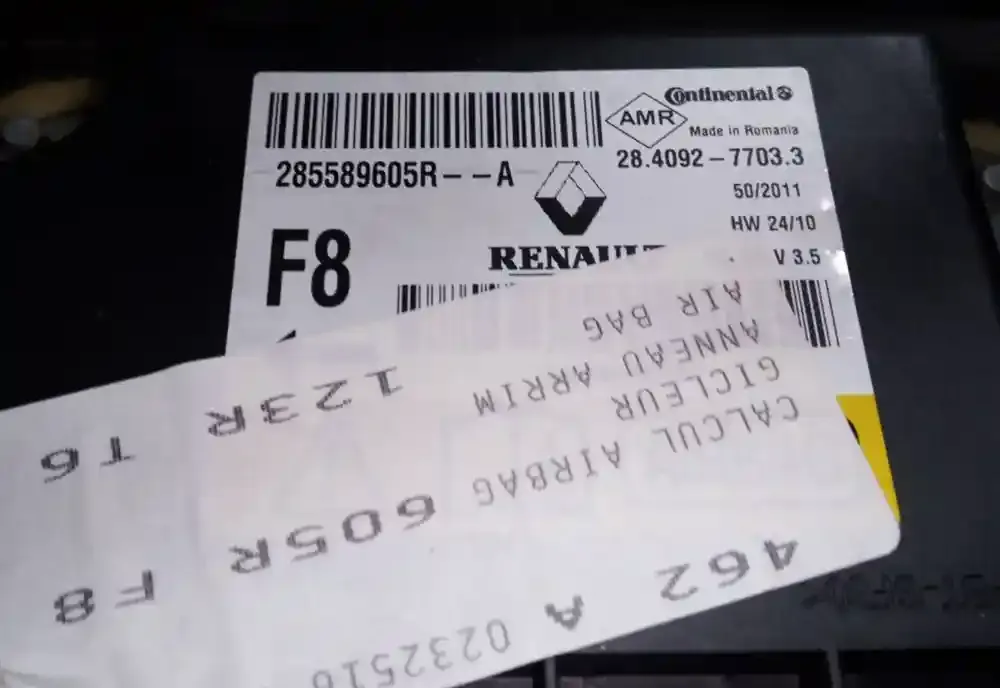 Continental
AMR
Made in Romania
285589605R--A
28.4092-7703.3
50/2011
HW 24/10
F8
RENAULT
V 3.5
462 A
CALCUL AIRBAG 605R F8
GICLEUR
ANNEAU ARRIM 123R T6
AIR BAG